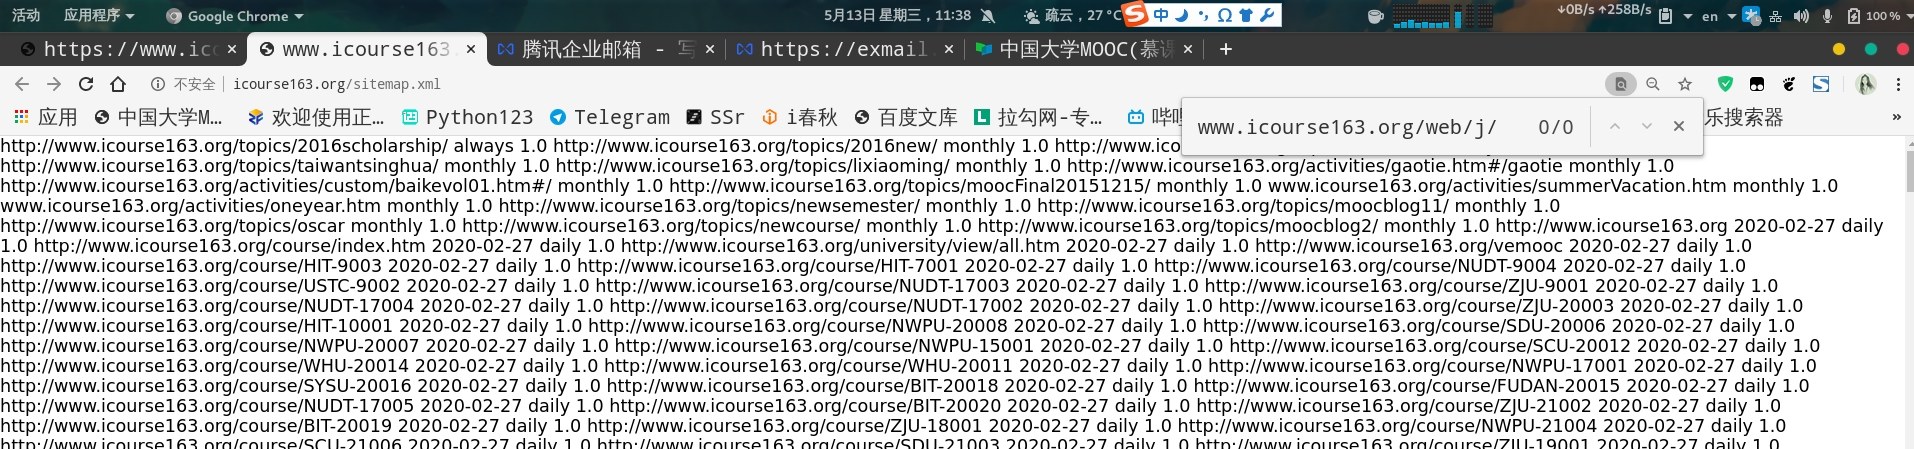 活动 应用程序 Google Chrome 5月13日 星期三，11:38 疏云，27 °C 中 ↓0B/s ↑258B/s en 100 %
https://www.ico × www.icourse163. × 腾讯企业邮箱 - 写 × https://exmail. × 中国大学MOOC(慕课 × +
不安全 icourse163.org/sitemap.xml
应用 中国大学M... 欢迎使用正... Python123 Telegram SSr i春秋 百度文库 拉勾网-专... 哔哩 乐搜索器 »
www.icourse163.org/web/j/ 0/0
http://www.icourse163.org/topics/2016scholarship/ always 1.0 http://www.icourse163.org/topics/2016new/ monthly 1.0 http://www.icou
http://www.icourse163.org/topics/taiwantsinghua/ monthly 1.0 http://www.icourse163.org/topics/lixiaoming/ monthly 1.0 http://www.icourse163.org/activities/gaotie.htm#/gaotie monthly 1.0
http://www.icourse163.org/activities/custom/baikevol01.htm#/ monthly 1.0 http://www.icourse163.org/topics/moocFinal20151215/ monthly 1.0 www.icourse163.org/activities/summerVacation.htm monthly 1.0
www.icourse163.org/activities/oneyear.htm monthly 1.0 http://www.icourse163.org/topics/newsemester/ monthly 1.0 http://www.icourse163.org/topics/moocblog11/ monthly 1.0
http://www.icourse163.org/topics/oscar monthly 1.0 http://www.icourse163.org/topics/newcourse/ monthly 1.0 http://www.icourse163.org/topics/moocblog2/ monthly 1.0 http://www.icourse163.org 2020-02-27 daily
1.0 http://www.icourse163.org/course/index.htm 2020-02-27 daily 1.0 http://www.icourse163.org/university/view/all.htm 2020-02-27 daily 1.0 http://www.icourse163.org/vemooc 2020-02-27 daily 1.0
http://www.icourse163.org/course/HIT-9003 2020-02-27 daily 1.0 http://www.icourse163.org/course/HIT-7001 2020-02-27 daily 1.0 http://www.icourse163.org/course/NUDT-9004 2020-02-27 daily 1.0
http://www.icourse163.org/course/USTC-9002 2020-02-27 daily 1.0 http://www.icourse163.org/course/NUDT-17003 2020-02-27 daily 1.0 http://www.icourse163.org/course/ZJU-9001 2020-02-27 daily 1.0
http://www.icourse163.org/course/NUDT-17004 2020-02-27 daily 1.0 http://www.icourse163.org/course/NUDT-17002 2020-02-27 daily 1.0 http://www.icourse163.org/course/ZJU-20003 2020-02-27 daily 1.0
http://www.icourse163.org/course/HIT-10001 2020-02-27 daily 1.0 http://www.icourse163.org/course/NWPU-20008 2020-02-27 daily 1.0 http://www.icourse163.org/course/SDU-20006 2020-02-27 daily 1.0
http://www.icourse163.org/course/NWPU-20007 2020-02-27 daily 1.0 http://www.icourse163.org/course/NWPU-15001 2020-02-27 daily 1.0 http://www.icourse163.org/course/SCU-20012 2020-02-27 daily 1.0
http://www.icourse163.org/course/WHU-20014 2020-02-27 daily 1.0 http://www.icourse163.org/course/WHU-20011 2020-02-27 daily 1.0 http://www.icourse163.org/course/NWPU-17001 2020-02-27 daily 1.0
http://www.icourse163.org/course/SYSU-20016 2020-02-27 daily 1.0 http://www.icourse163.org/course/BIT-20018 2020-02-27 daily 1.0 http://www.icourse163.org/course/FUDAN-20015 2020-02-27 daily 1.0
http://www.icourse163.org/course/NUDT-17005 2020-02-27 daily 1.0 http://www.icourse163.org/course/BIT-20020 2020-02-27 daily 1.0 http://www.icourse163.org/course/ZJU-21002 2020-02-27 daily 1.0
http://www.icourse163.org/course/BIT-20019 2020-02-27 daily 1.0 http://www.icourse163.org/course/ZJU-18001 2020-02-27 daily 1.0 http://www.icourse163.org/course/NWPU-21004 2020-02-27 daily 1.0
http://www.icourse163.org/course/SCU-21006 2020-02-27 daily 1.0 http://www.icourse163.org/course/SDU-21003 2020-02-27 daily 1.0 http://www.icourse163.org/course/ZJU-19001 2020-02-27 daily 1.0